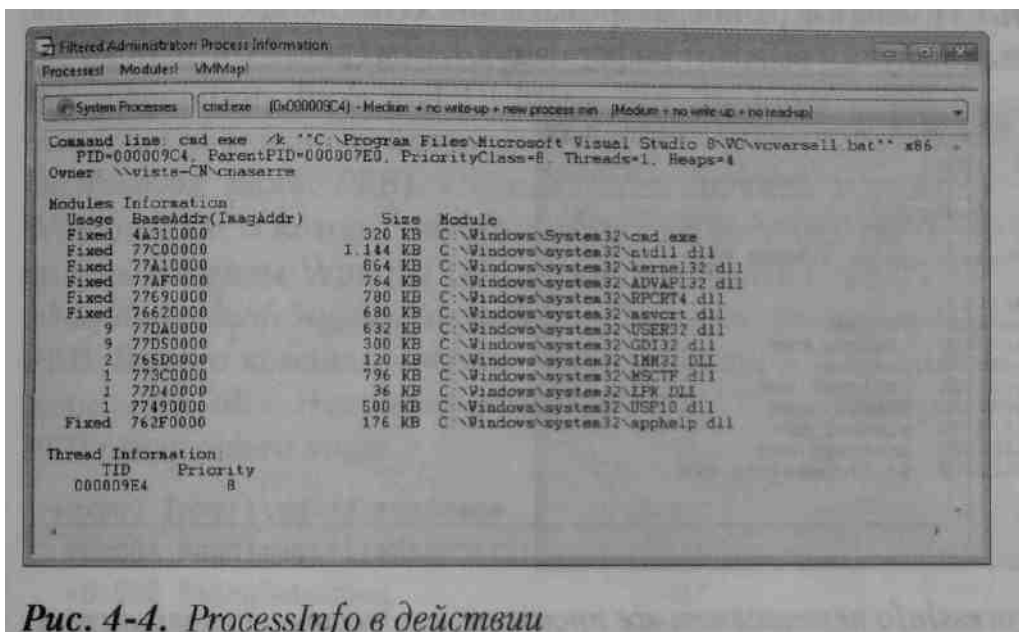 Filtered Administrator: Process Information
Processes! Modules! VMMap!
System Processes cmd.exe (0x000009C4) - Medium + no write-up + new process min [Medium + no write-up + no read-up]
Command line: cmd exe /k ""C:\Program Files\Microsoft Visual Studio 8\VC\vcvarsall.bat"" x86
PID=000009C4, ParentPID=000007E0, PriorityClass=8, Threads=1, Heaps=4
Owner: \\vista-CN\cnasarre
Modules Information:
Usage BaseAddr(ImagAddr) Size Module
Fixed 4A310000 320 KB C:\Windows\System32\cmd.exe
Fixed 77C00000 1.144 KB C:\Windows\system32\ntdll.dll
Fixed 77A10000 864 KB C:\Windows\system32\kernel32.dll
Fixed 77AF0000 764 KB C:\Windows\system32\ADVAPI32.dll
Fixed 77690000 780 KB C:\Windows\system32\RPCRT4.dll
Fixed 76620000 680 KB C:\Windows\system32\msvcrt.dll
9 77DA0000 632 KB C:\Windows\system32\USER32.dll
9 77D50000 300 KB C:\Windows\system32\GDI32.dll
2 765D0000 120 KB C:\Windows\system32\IMM32.DLL
1 773C0000 796 KB C:\Windows\system32\MSCTF.dll
1 77D40000 36 KB C:\Windows\system32\LPK.DLL
1 77490000 500 KB C:\Windows\system32\USP10.dll
Fixed 762F0000 176 KB C:\Windows\system32\apphelp.dll
Thread Information:
TID Priority
000009E4 8
Рис. 4-4. ProcessInfo в действии